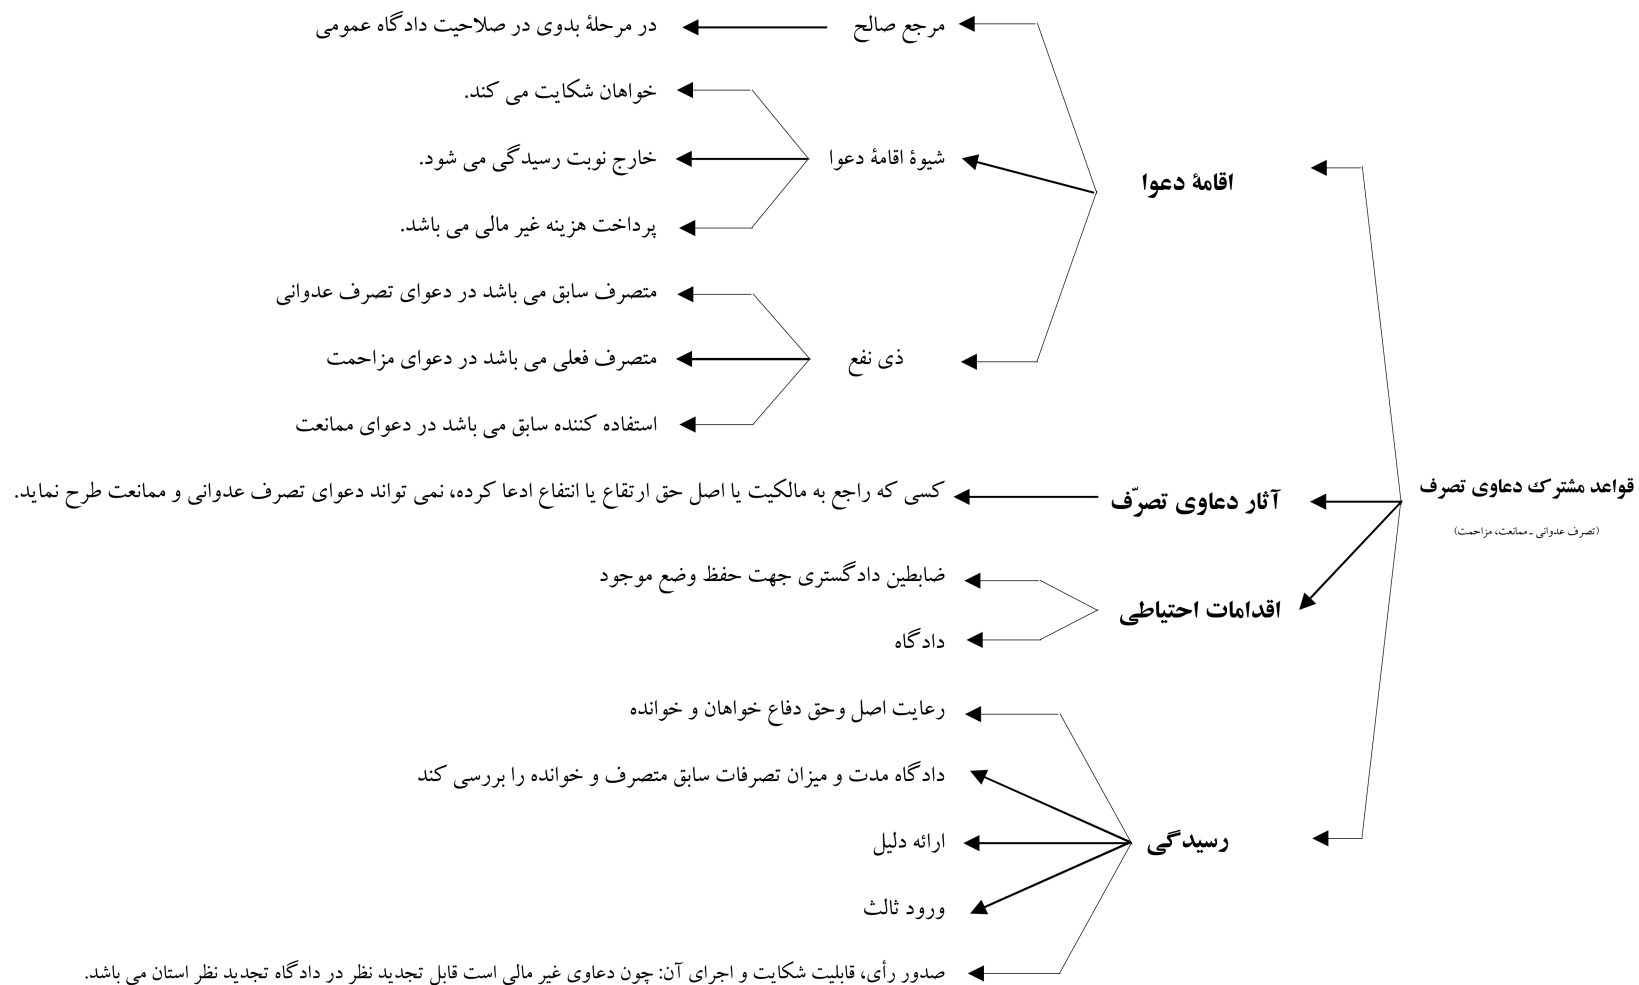 قواعد مشترک دعاوی تصرف
(تصرف عدوانی ـ ممانعت، مزاحمت)
اقامهٔ دعوا
مرجع صالح
در مرحلهٔ بدوی در صلاحیت دادگاه عمومی
شیوهٔ اقامهٔ دعوا
خواهان شکایت می کند.
خارج نوبت رسیدگی می شود.
پرداخت هزینه غیر مالی می باشد.
ذی نفع
متصرف سابق می باشد در دعوای تصرف عدوانی
متصرف فعلی می باشد در دعوای مزاحمت
استفاده کننده سابق می باشد در دعوای ممانعت
آثار دعاوی تصرّف
کسی که راجع به مالکیت یا اصل حق ارتقاع یا انتفاع ادعا کرده، نمی تواند دعوای تصرف عدوانی و ممانعت طرح نماید.
اقدامات احتیاطی
ضابطین دادگستری جهت حفظ وضع موجود
دادگاه
رسیدگی
رعایت اصل وحق دفاع خواهان و خوانده
دادگاه مدت و میزان تصرفات سابق متصرف و خوانده را بررسی کند
ارائه دلیل
ورود ثالث
صدور رأی، قابلیت شکایت و اجرای آن: چون دعاوی غیر مالی است قابل تجدید نظر در دادگاه تجدید نظر استان می باشد.